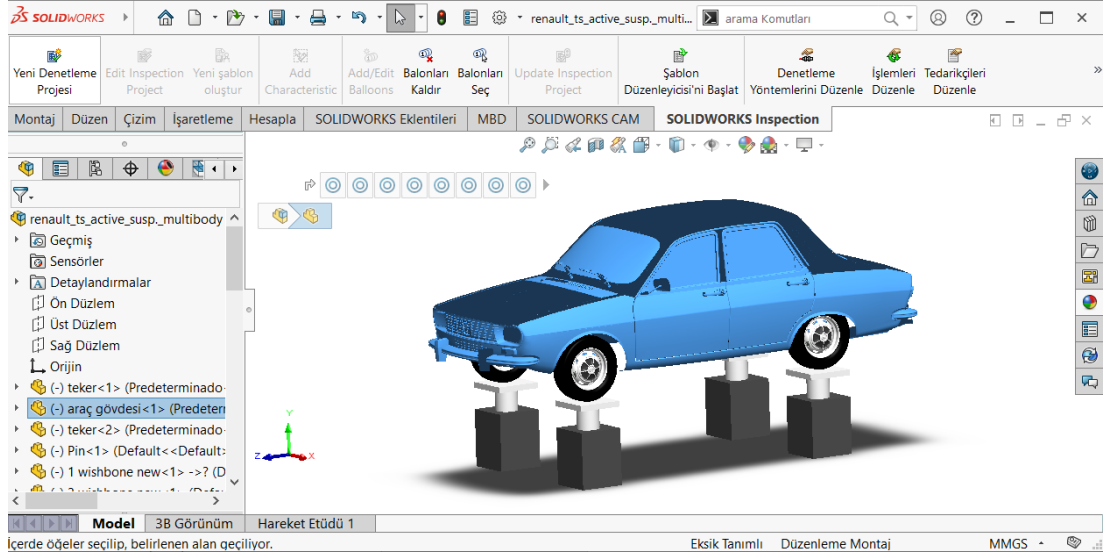 SOLIDWORKS
renault_ts_active_susp._multi...
arama Komutları
Yeni Denetleme Projesi
Edit Inspection Project
Yeni şablon oluştur
Add Characteristic
Add/Edit Balloons
Balonları Kaldır
Balonları Seç
Update Inspection Project
Şablon Düzenleyicisi'ni Başlat
Denetleme Yöntemlerini Düzenle
İşlemleri Düzenle
Tedarikçileri Düzenle
Montaj Düzen Çizim İşaretleme Hesapla SOLIDWORKS Eklentileri MBD SOLIDWORKS CAM SOLIDWORKS Inspection
renault_ts_active_susp._multibody
Geçmiş
Sensörler
Detaylandırmalar
Ön Düzlem
Üst Düzlem
Sağ Düzlem
Orijin
(-) teker<1> (Predeterminado
(-) araç gövdesi<1> (Predeter
(-) teker<2> (Predeterminado
(-) Pin<1> (Default<<Default>
(-) 1 wishbone new<1> ->? (D
Y
Z
X
Model 3B Görünüm Hareket Etüdü 1
İçerde öğeler seçilip, belirlenen alan geçiliyor.
Eksik Tanımlı Düzenleme Montaj MMGS